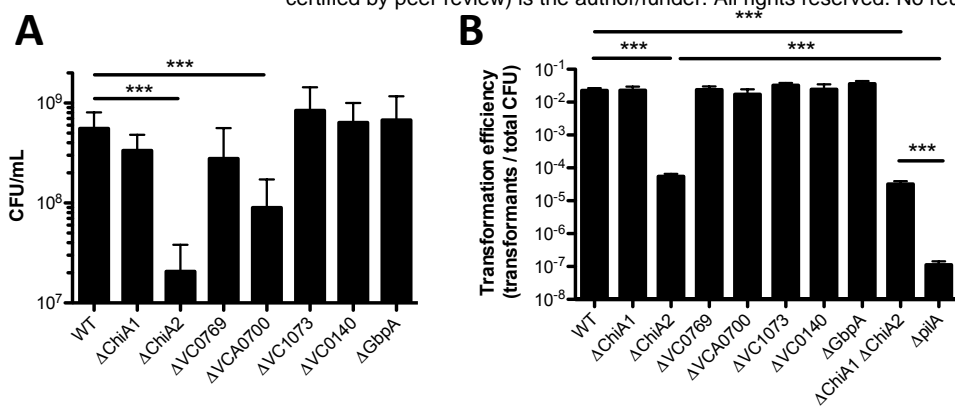 certified by peer review) is the author/funder. All rights reserved. No
A
B
***
***
***
***
***
***
CFU/mL
10⁹
10⁸
10⁷
WT
ΔChiA1
ΔChiA2
ΔVC0769
ΔVCA0700
ΔVC1073
ΔVC0140
ΔGbpA
Transformation efficiency
(transformants / total CFU)
10⁻¹
10⁻²
10⁻³
10⁻⁴
10⁻⁵
10⁻⁶
10⁻⁷
10⁻⁸
WT
ΔChiA1
ΔChiA2
ΔVC0769
ΔVCA0700
ΔVC1073
ΔVC0140
ΔGbpA
ΔChiA1 ΔChiA2
ΔpilA